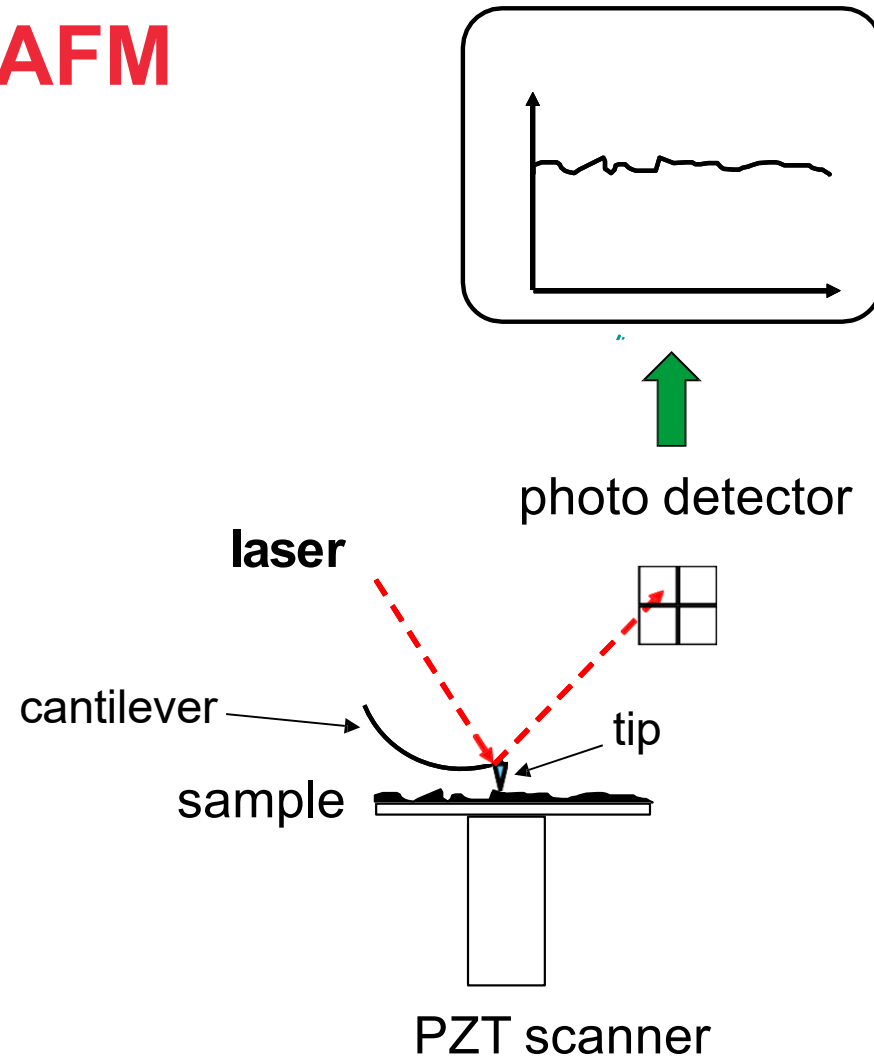 AFM
photo detector
laser
cantilever
tip
sample
PZT scanner